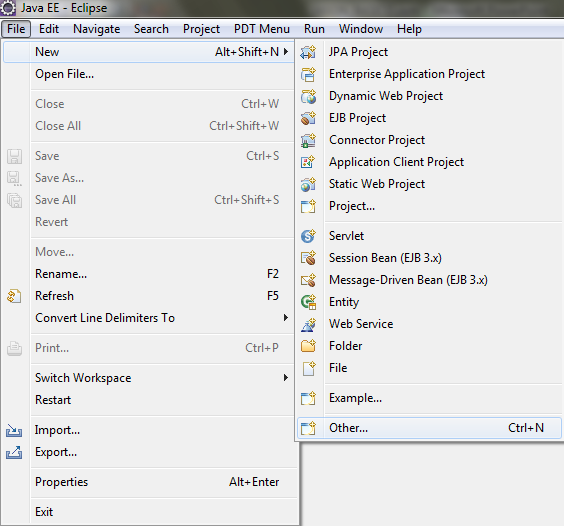 Java EE - Eclipse
File Edit Navigate Search Project PDT Menu Run Window Help
New Alt+Shift+N
Open File...
Close Ctrl+W
Close All Ctrl+Shift+W
Save Ctrl+S
Save As...
Save All Ctrl+Shift+S
Revert
Move...
Rename... F2
Refresh F5
Convert Line Delimiters To
Print... Ctrl+P
Switch Workspace
Restart
Import...
Export...
Properties Alt+Enter
Exit
JPA Project
Enterprise Application Project
Dynamic Web Project
EJB Project
Connector Project
Application Client Project
Static Web Project
Project...
Servlet
Session Bean (EJB 3.x)
Message-Driven Bean (EJB 3.x)
Entity
Web Service
Folder
File
Example...
Other... Ctrl+N